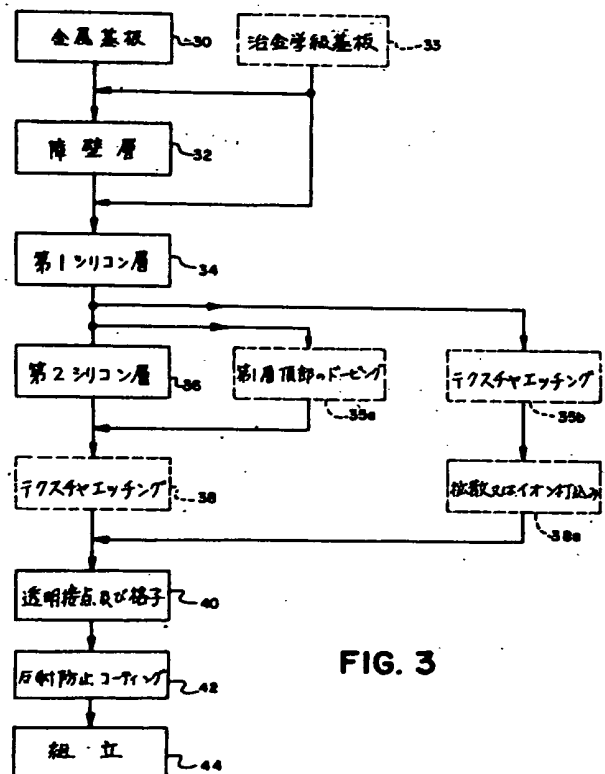 金属基板
30
治金学級基板
33
障壁層
32
第1シリコン層
34
第2シリコン層
36
第1層頂部のドーピング
35a
テクスチャエッチング
35b
テクスチャエッチング
38
拡散又はイオン打込み
38a
透明接点及び格子
40
反射防止コーティング
42
組立
44
FIG. 3